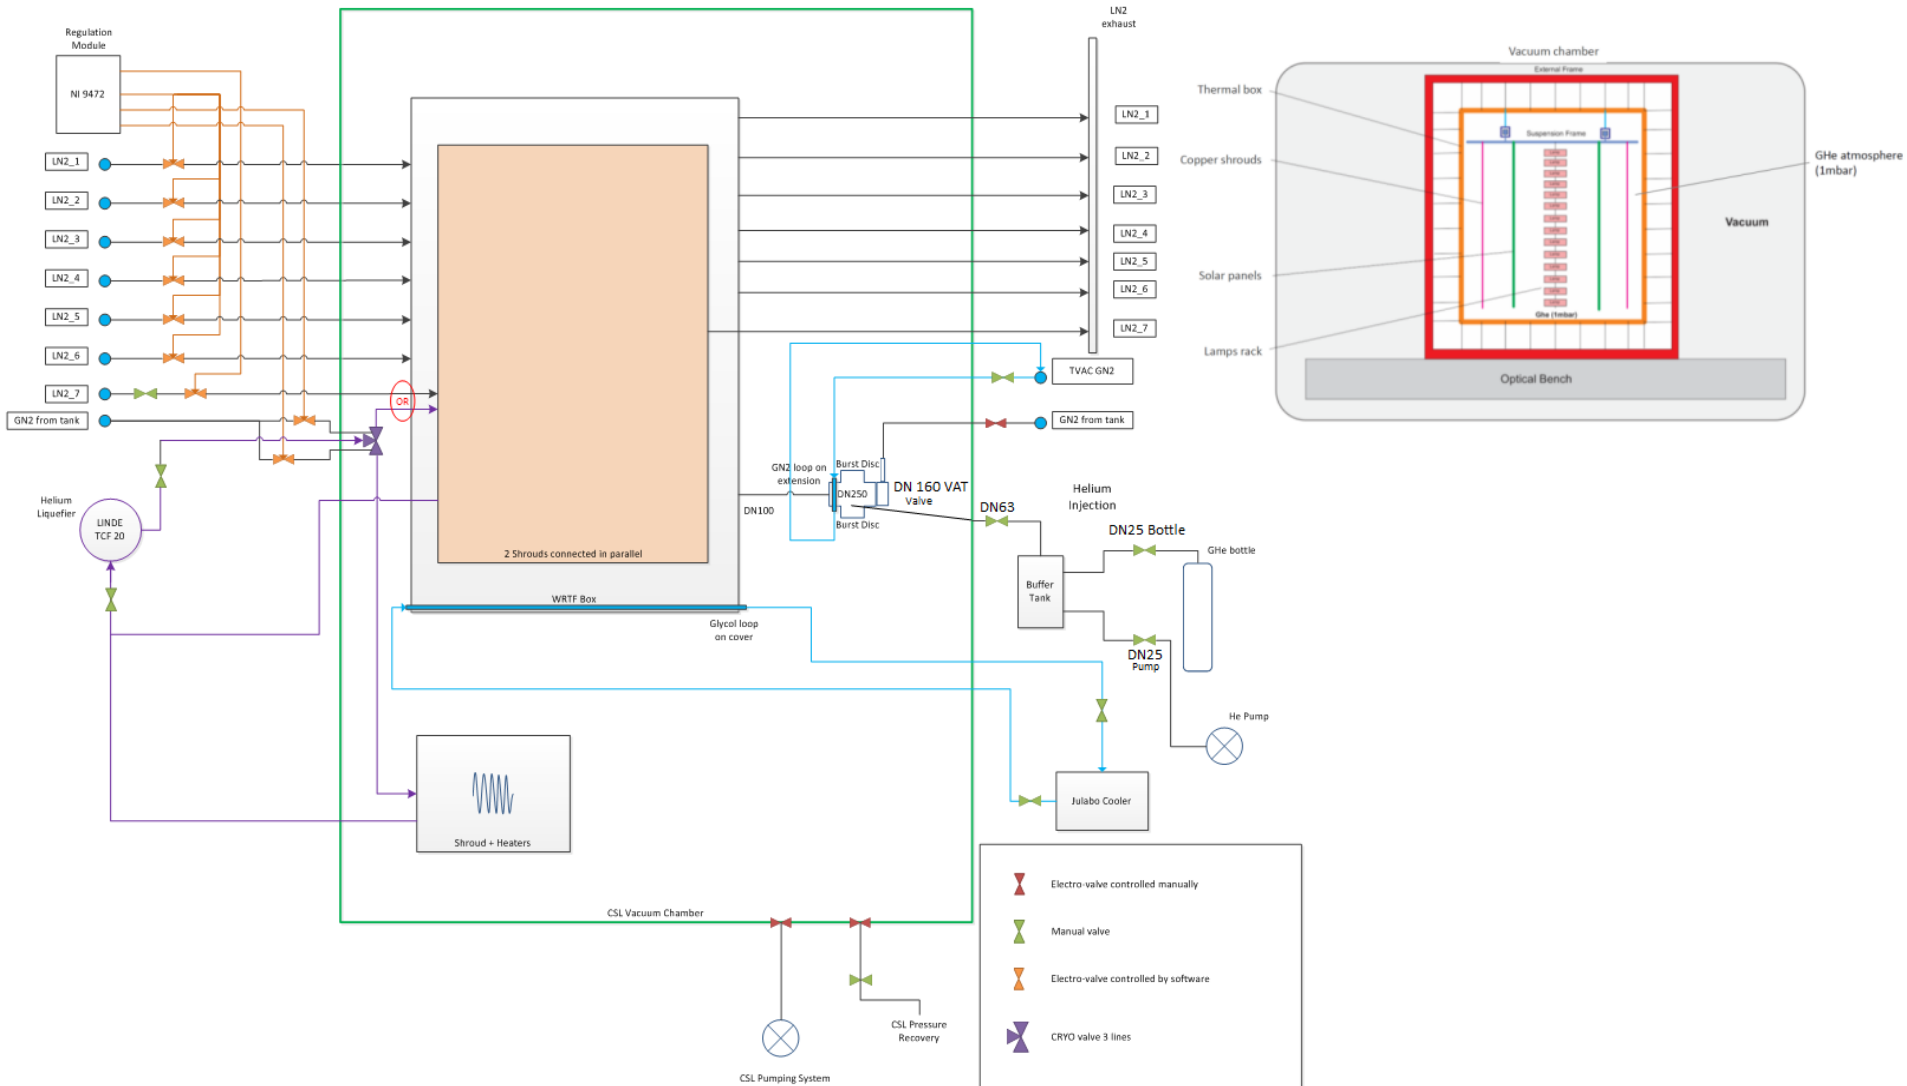 Regulation
Module
NI 9472
LN2_1
LN2_2
LN2_3
LN2_4
LN2_5
LN2_6
LN2_7
GN2 from tank
OR
Helium
Liquefier
LINDE
TCF 20
2 Shrouds connected in parallel
WRTF Box
Glycol loop
on cover
Shroud + Heaters
CSL Vacuum Chamber
CSL Pumping System
CSL Pressure
Recovery
LN2
exhaust
LN2_1
LN2_2
LN2_3
LN2_4
LN2_5
LN2_6
LN2_7
TVAC GN2
GN2 from tank
GN2 loop on
extension
Burst Disc
DN250
Burst Disc
DN100
DN 160 VAT
Valve
DN63
Helium
Injection
DN25 Bottle
GHe bottle
Buffer
Tank
DN25
Pump
He Pump
Julabo Cooler
Electro-valve controlled manually
Manual valve
Electro-valve controlled by software
CRYO valve 3 lines
Vacuum chamber
External Frame
Thermal box
Suspension Frame
Copper shrouds
GHe atmosphere
(1mbar)
Vacuum
Solar panels
Ghe (1mbar)
Lamps rack
Optical Bench